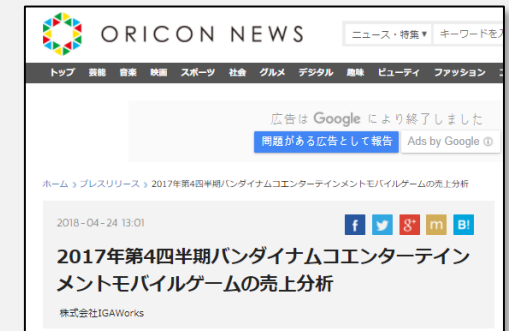 ORICON NEWS
ニュース・特集▼ キーワードを入
トップ 芸能 音楽 映画 スポーツ 社会 グルメ デジタル 趣味 ビューティ ファッション
広告は Google により終了しました
問題がある広告として報告 Ads by Google
ホーム > プレスリリース > 2017年第4四半期バンダイナムコエンターテインメントモバイルゲームの売上分析
2018-04-24 13:01
f 8+ m B!
2017年第4四半期バンダイナムコエンターテイン
メントモバイルゲームの売上分析
株式会社IGAWorks